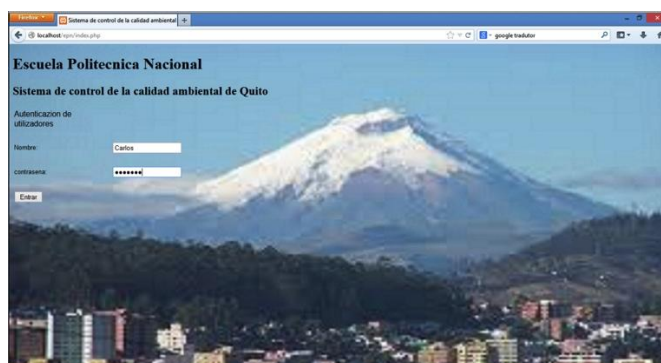 Firefox
Sistema de control de la calidad ambiental
localhost/epn/index.php
google tradutor
Escuela Politecnica Nacional
Sistema de control de la calidad ambiental de Quito
Autenticazion de
utilizadores
Nombre:
Carlos
contrasena:
Entrar